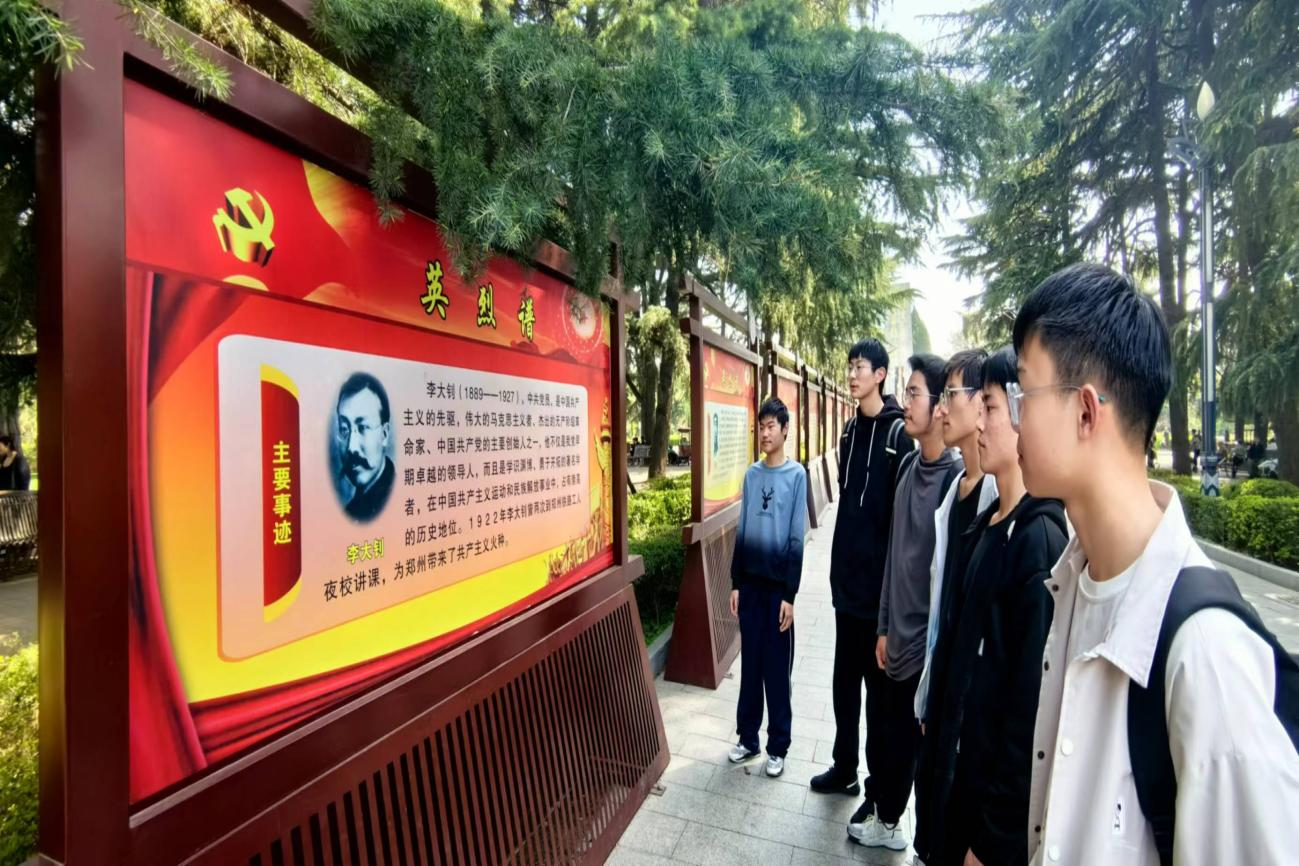 英烈谱
李大钊（1889——1927），中共党员，是中国共产
主义的先驱，伟大的马克思主义者、杰出的无产阶级革
命家、中国共产党的主要创始人之一，他不仅是我党早
期卓越的领导人，而且是学识渊博、勇于开拓的著名学
者，在中国共产主义运动和民族解放事业中，占有崇高
的历史地位。1922年李大钊曾两次到郑州铁路工人
夜校讲课，为郑州带来了共产主义火种。
主要事迹
李大钊